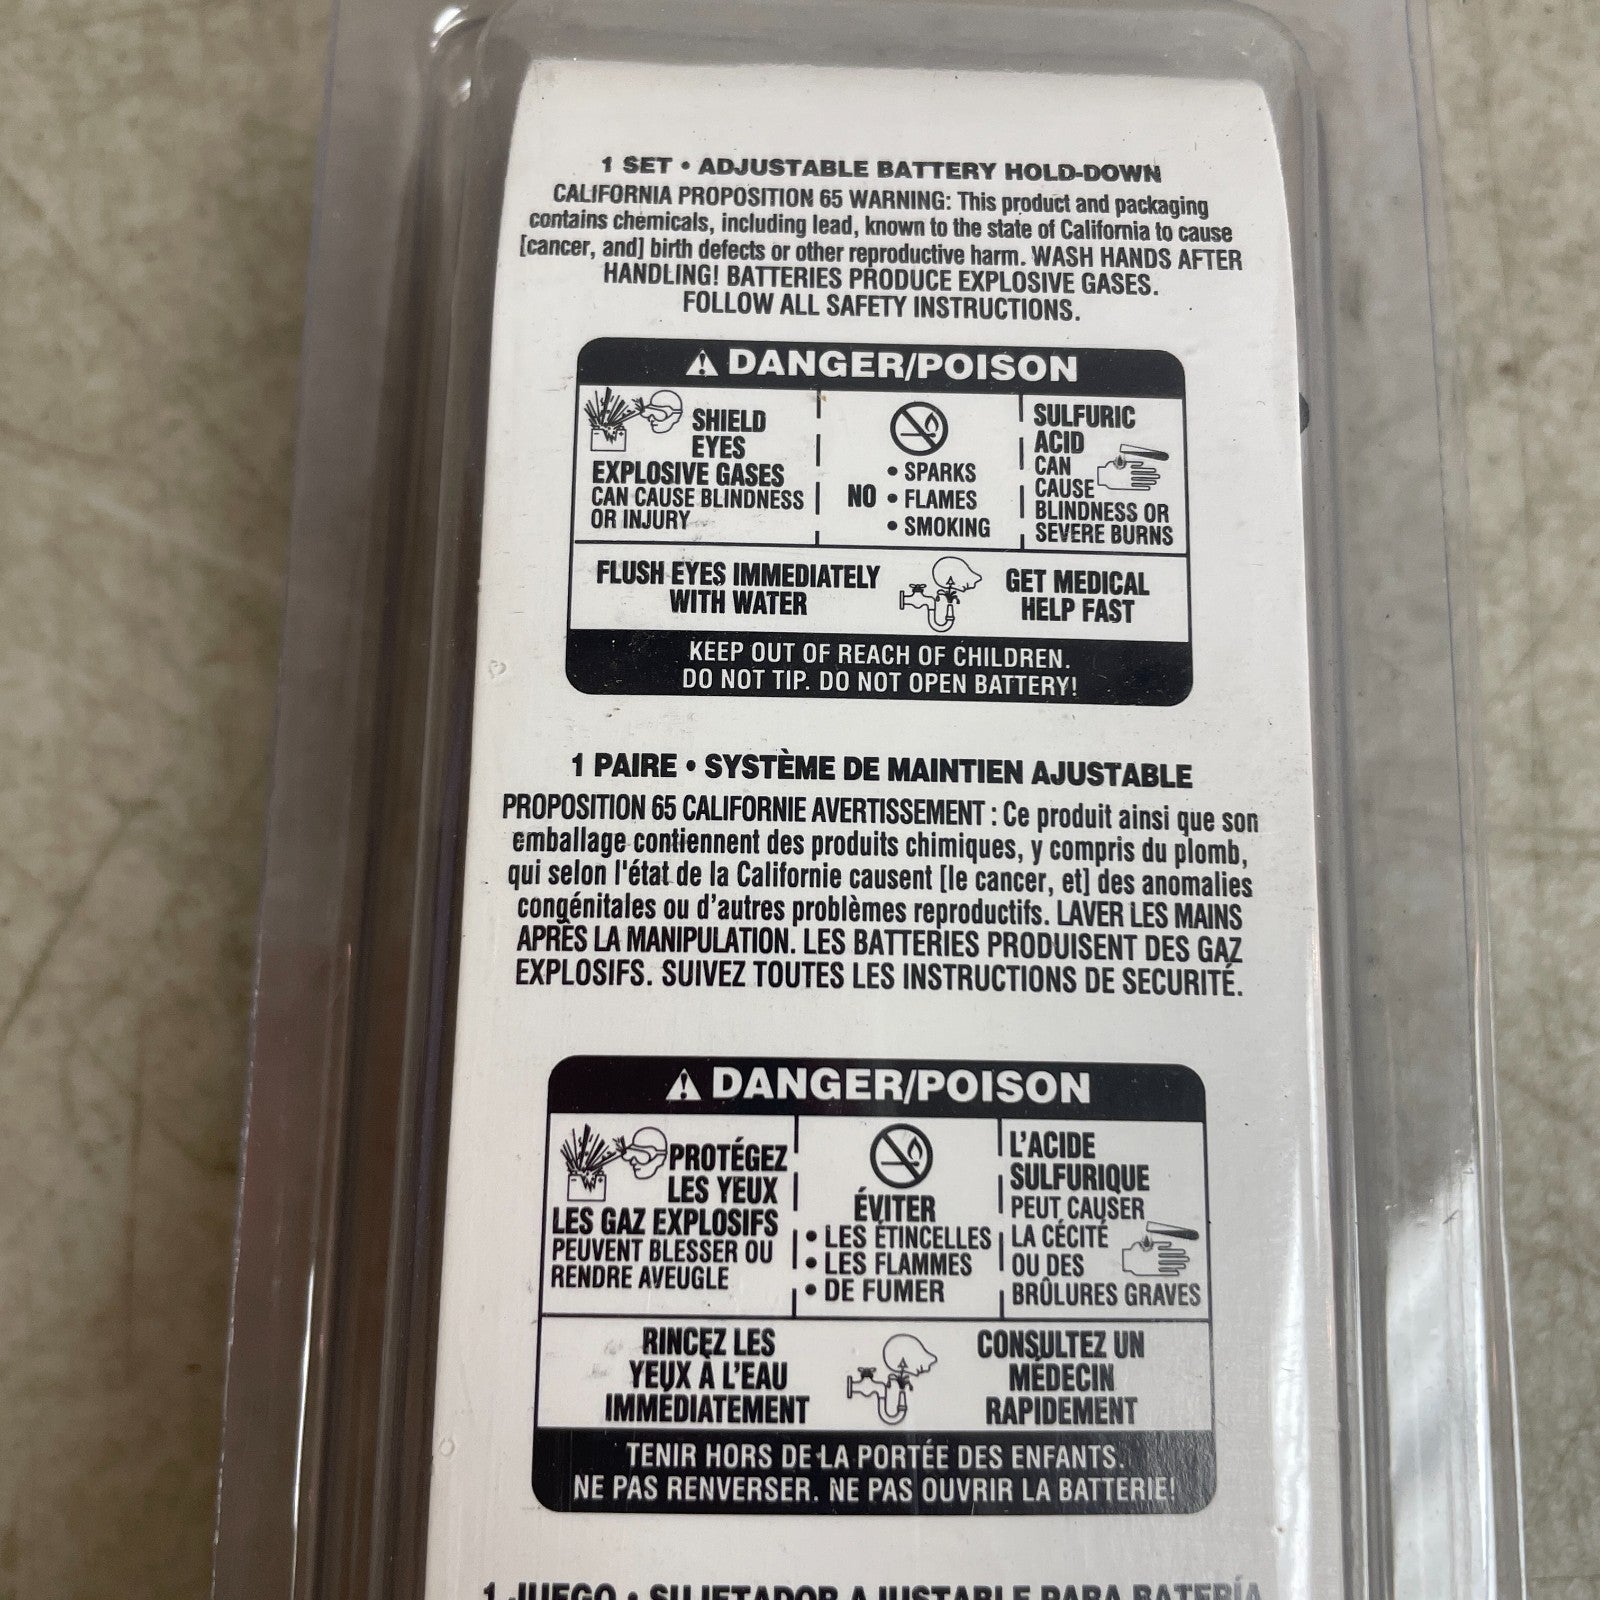 1 SET • ADJUSTABLE BATTERY HOLD-DOWN
CALIFORNIA PROPOSITION 65 WARNING: This product and packaging
contains chemicals, including lead, known to the state of California to cause
[cancer, and] birth defects or other reproductive harm. WASH HANDS AFTER
HANDLING! BATTERIES PRODUCE EXPLOSIVE GASES.
FOLLOW ALL SAFETY INSTRUCTIONS.
⚠ DANGER/POISON
SHIELD
EYES
EXPLOSIVE GASES
CAN CAUSE BLINDNESS
OR INJURY
NO
• SPARKS
• FLAMES
• SMOKING
SULFURIC
ACID
CAN
CAUSE
BLINDNESS OR
SEVERE BURNS
FLUSH EYES IMMEDIATELY
WITH WATER
GET MEDICAL
HELP FAST
KEEP OUT OF REACH OF CHILDREN.
DO NOT TIP. DO NOT OPEN BATTERY!
1 PAIRE • SYSTÈME DE MAINTIEN AJUSTABLE
PROPOSITION 65 CALIFORNIE AVERTISSEMENT : Ce produit ainsi que son
emballage contiennent des produits chimiques, y compris du plomb,
qui selon l'état de la Californie causent [le cancer, et] des anomalies
congénitales ou d'autres problèmes reproductifs. LAVER LES MAINS
APRÈS LA MANIPULATION. LES BATTERIES PRODUISENT DES GAZ
EXPLOSIFS. SUIVEZ TOUTES LES INSTRUCTIONS DE SECURITÉ.
⚠ DANGER/POISON
PROTÉGEZ
LES YEUX
LES GAZ EXPLOSIFS
PEUVENT BLESSER OU
RENDRE AVEUGLE
ÉVITER
• LES ÉTINCELLES
• LES FLAMMES
• DE FUMER
L'ACIDE
SULFURIQUE
PEUT CAUSER
LA CÉCITÉ
OU DES
BRÛLURES GRAVES
RINCEZ LES
YEUX À L'EAU
IMMÉDIATEMENT
CONSULTEZ UN
MÉDECIN
RAPIDEMENT
TENIR HORS DE LA PORTÉE DES ENFANTS.
NE PAS RENVERSER. NE PAS OUVRIR LA BATTERIE!
1 JUEGO • SUJETADOR AJUSTABLE PARA BATERÍA